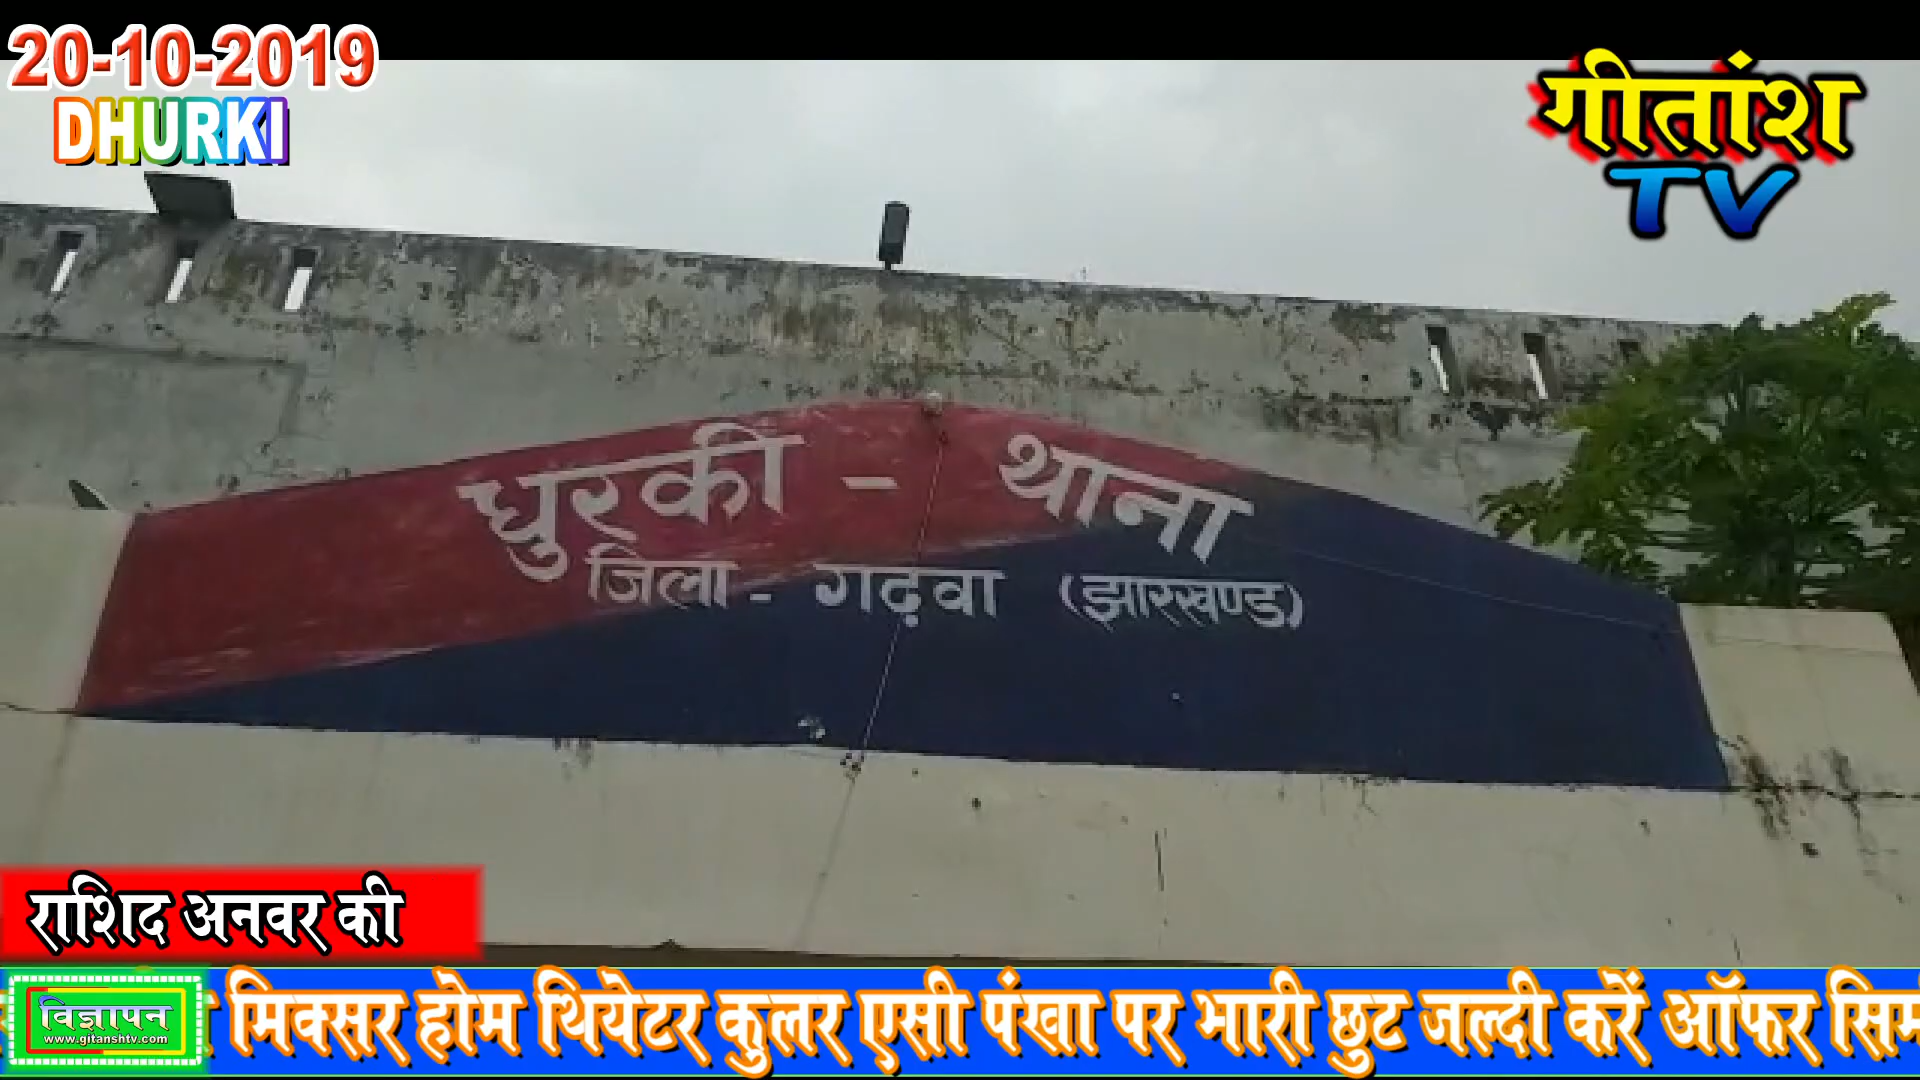 20-10-2019
DHURKI
गीतांश
TV
धुरकी - थाना
जिला - गढ़वा (झारखण्ड)
राशिद अनवर की
विज्ञापन
www.gitanshtv.com
मिक्सर होम थियेटर कुलर एसी पंखा पर भारी छुट जल्दी करें ऑफर